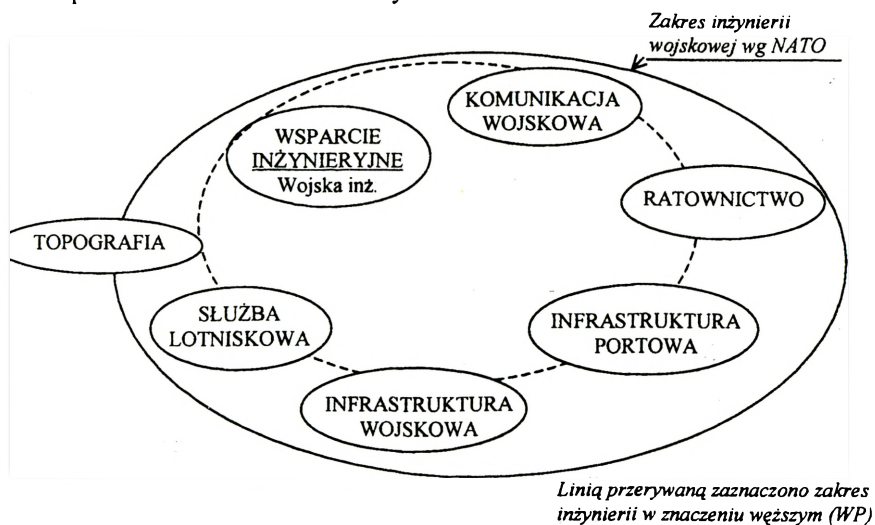 Zakres inżynierii
wojskowej wg NATO
KOMUNIKACJA
WOJSKOWA
WSPARCIE
INŻYNIERYJNE
Wojska inż.
RATOWNICTWO
TOPOGRAFIA
SŁUŻBA
LOTNISKOWA
INFRASTRUKTURA
PORTOWA
INFRASTRUKTURA
WOJSKOWA
Linią przerywaną zaznaczono zakres
inżynierii w znaczeniu węższym (WP)